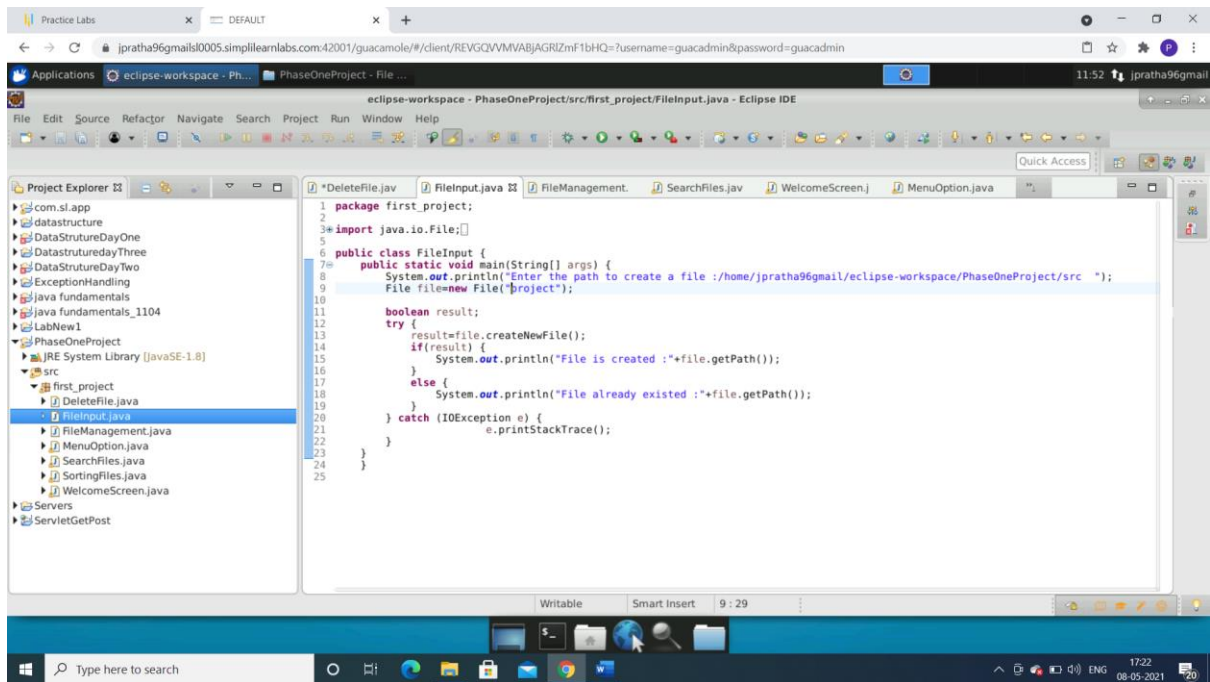 Practice Labs
DEFAULT
jpratha96gmailsl0005.simplilearnlabs.com:42001/guacamole/#/client/REVGQVVMVABjAGRlZmF1bHQ=?username=guacadmin&password=guacadmin
P
Applications eclipse-workspace - Ph... PhaseOneProject - File ... 11:52 jpratha96gmail
eclipse-workspace - PhaseOneProject/src/first_project/FileInput.java - Eclipse IDE
File Edit Source Refactor Navigate Search Project Run Window Help
Quick Access
Project Explorer
*DeleteFile.jav FileInput.java FileManagement. SearchFiles.jav WelcomeScreen.j MenuOption.java "1
com.sl.app
datastructure
DataStrutureDayOne
DatastruturedayThree
DataStrutureDayTwo
ExceptionHandling
java fundamentals
java fundamentals_1104
LabNew1
PhaseOneProject
JRE System Library [JavaSE-1.8]
src
first_project
DeleteFile.java
FileInput.java
FileManagement.java
MenuOption.java
SearchFiles.java
SortingFiles.java
WelcomeScreen.java
Servers
ServletGetPost
1 package first_project;
2
3 import java.io.File;
5
6 public class FileInput {
7 public static void main(String[] args) {
8 System.out.println("Enter the path to create a file :/home/jpratha96gmail/eclipse-workspace/PhaseOneProject/src ");
9 File file=new File("project");
10
11 boolean result;
12 try {
13 result=file.createNewFile();
14 if(result) {
15 System.out.println("File is created :"+file.getPath());
16 }
17 else {
18 System.out.println("File already existed :"+file.getPath());
19 }
20 } catch (IOException e) {
21 e.printStackTrace();
22 }
23 }
24 }
25
Writable Smart Insert 9 : 29
Type here to search
ENG
17:22
08-05-2021
20